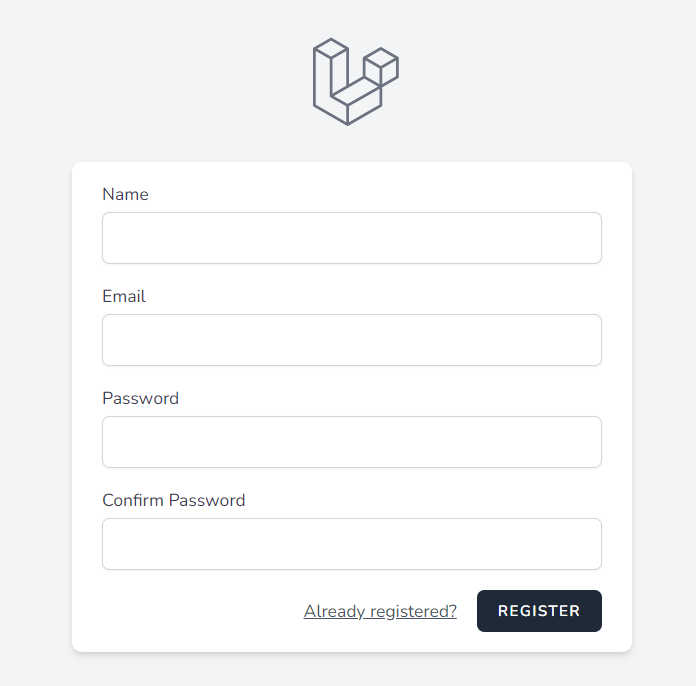 Name
Email
Password
Confirm Password
Already registered? REGISTER